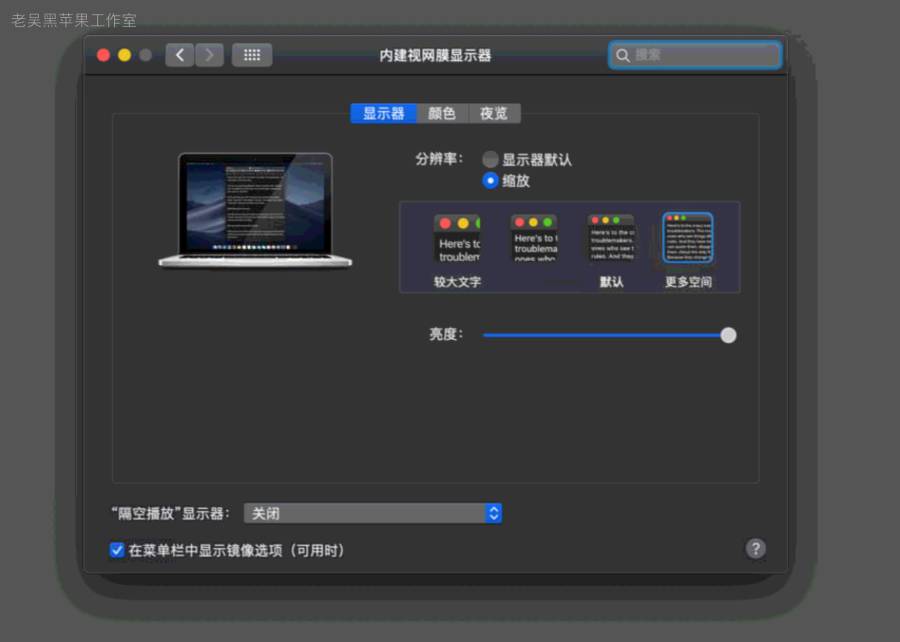 老吴黑苹果工作室
内建视网膜显示器
搜索
显示器 颜色 夜览
分辨率： 显示器默认
缩放
Here's to
troublem
Here's to
troublema
ones who
Here's to the
troublemakers.
ones who see t
rules. And they
较大文字 默认 更多空间
亮度：
“隔空播放”显示器： 关闭
在菜单栏中显示镜像选项（可用时）
?